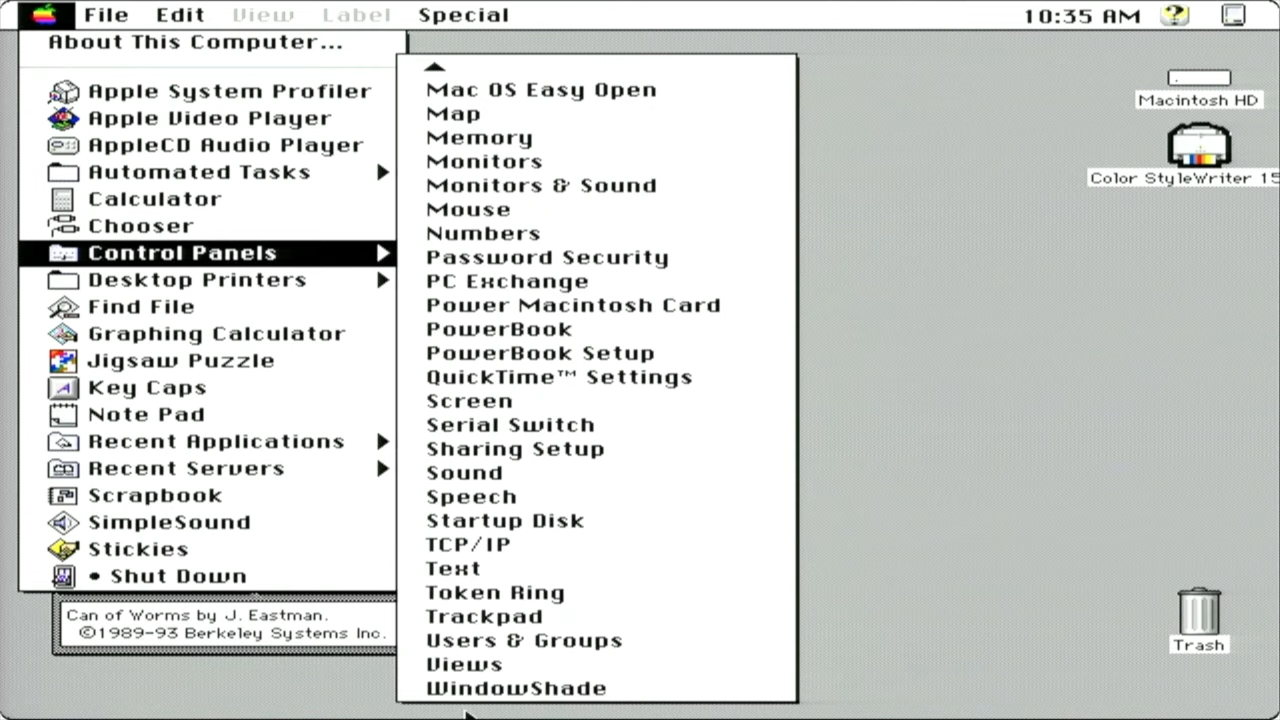 File Edit View Label Special 10:35 AM
About This Computer...
Apple System Profiler
Apple Video Player
AppleCD Audio Player
Automated Tasks
Calculator
Chooser
Control Panels
Desktop Printers
Find File
Graphing Calculator
Jigsaw Puzzle
Key Caps
Note Pad
Recent Applications
Recent Servers
Scrapbook
SimpleSound
Stickies
• Shut Down
Mac OS Easy Open
Map
Memory
Monitors
Monitors & Sound
Mouse
Numbers
Password Security
PC Exchange
Power Macintosh Card
PowerBook
PowerBook Setup
QuickTime™ Settings
Screen
Serial Switch
Sharing Setup
Sound
Speech
Startup Disk
TCP/IP
Text
Token Ring
Trackpad
Users & Groups
Views
WindowShade
Can of Worms by J. Eastman.
©1989-93 Berkeley Systems Inc.
Macintosh HD
Color StyleWriter 15
Trash